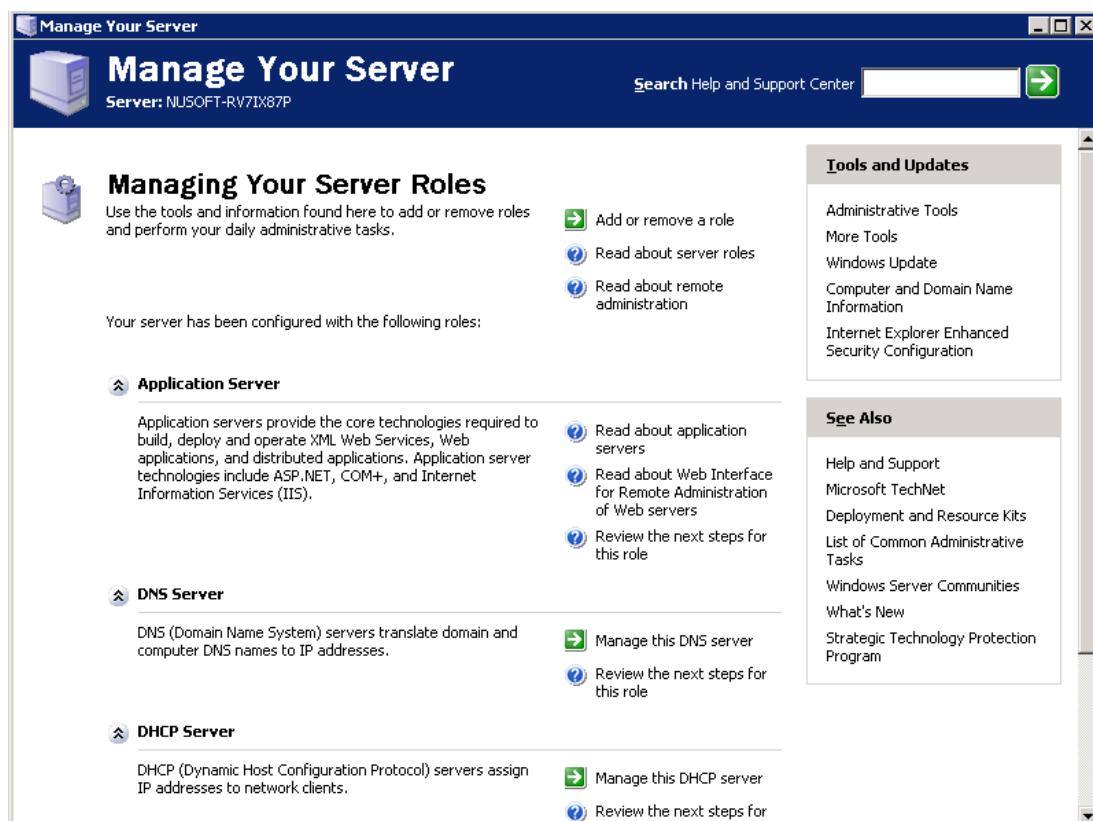 Manage Your Server
Manage Your Server
Server: NUSOFT-RV7IX87P
Search Help and Support Center
Managing Your Server Roles
Use the tools and information found here to add or remove roles
and perform your daily administrative tasks.
Add or remove a role
Read about server roles
Read about remote
administration
Your server has been configured with the following roles:
Application Server
Application servers provide the core technologies required to
build, deploy and operate XML Web Services, Web
applications, and distributed applications. Application server
technologies include ASP.NET, COM+, and Internet
Information Services (IIS).
Read about application
servers
Read about Web Interface
for Remote Administration
of Web servers
Review the next steps for
this role
DNS Server
DNS (Domain Name System) servers translate domain and
computer DNS names to IP addresses.
Manage this DNS server
Review the next steps for
this role
DHCP Server
DHCP (Dynamic Host Configuration Protocol) servers assign
IP addresses to network clients.
Manage this DHCP server
Review the next steps for
Tools and Updates
Administrative Tools
More Tools
Windows Update
Computer and Domain Name
Information
Internet Explorer Enhanced
Security Configuration
See Also
Help and Support
Microsoft TechNet
Deployment and Resource Kits
List of Common Administrative
Tasks
Windows Server Communities
What's New
Strategic Technology Protection
Program